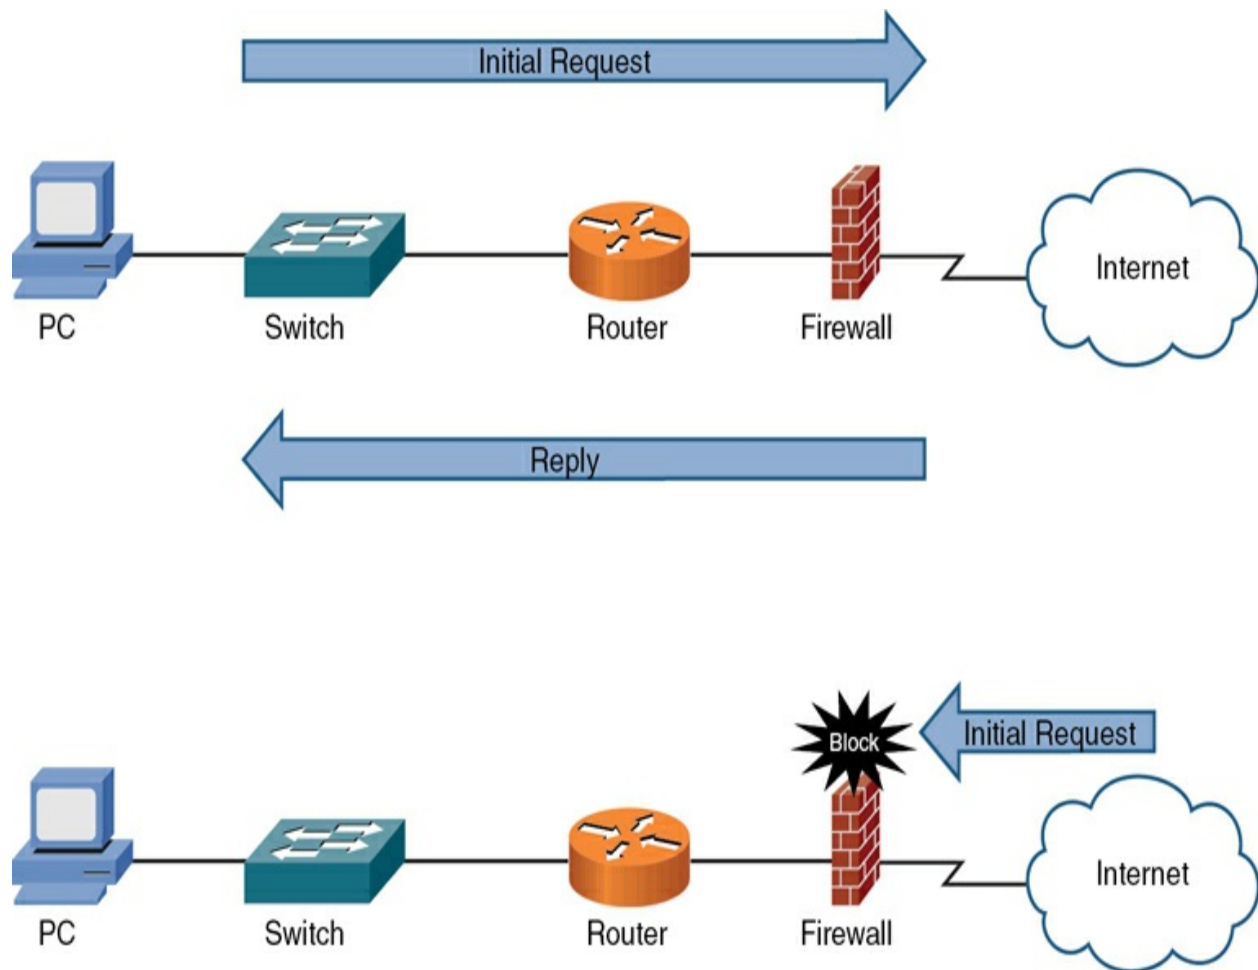 Initial Request
Internet
PC
Switch
Router
Firewall
Reply
Block
Initial Request
Internet
PC
Switch
Router
Firewall